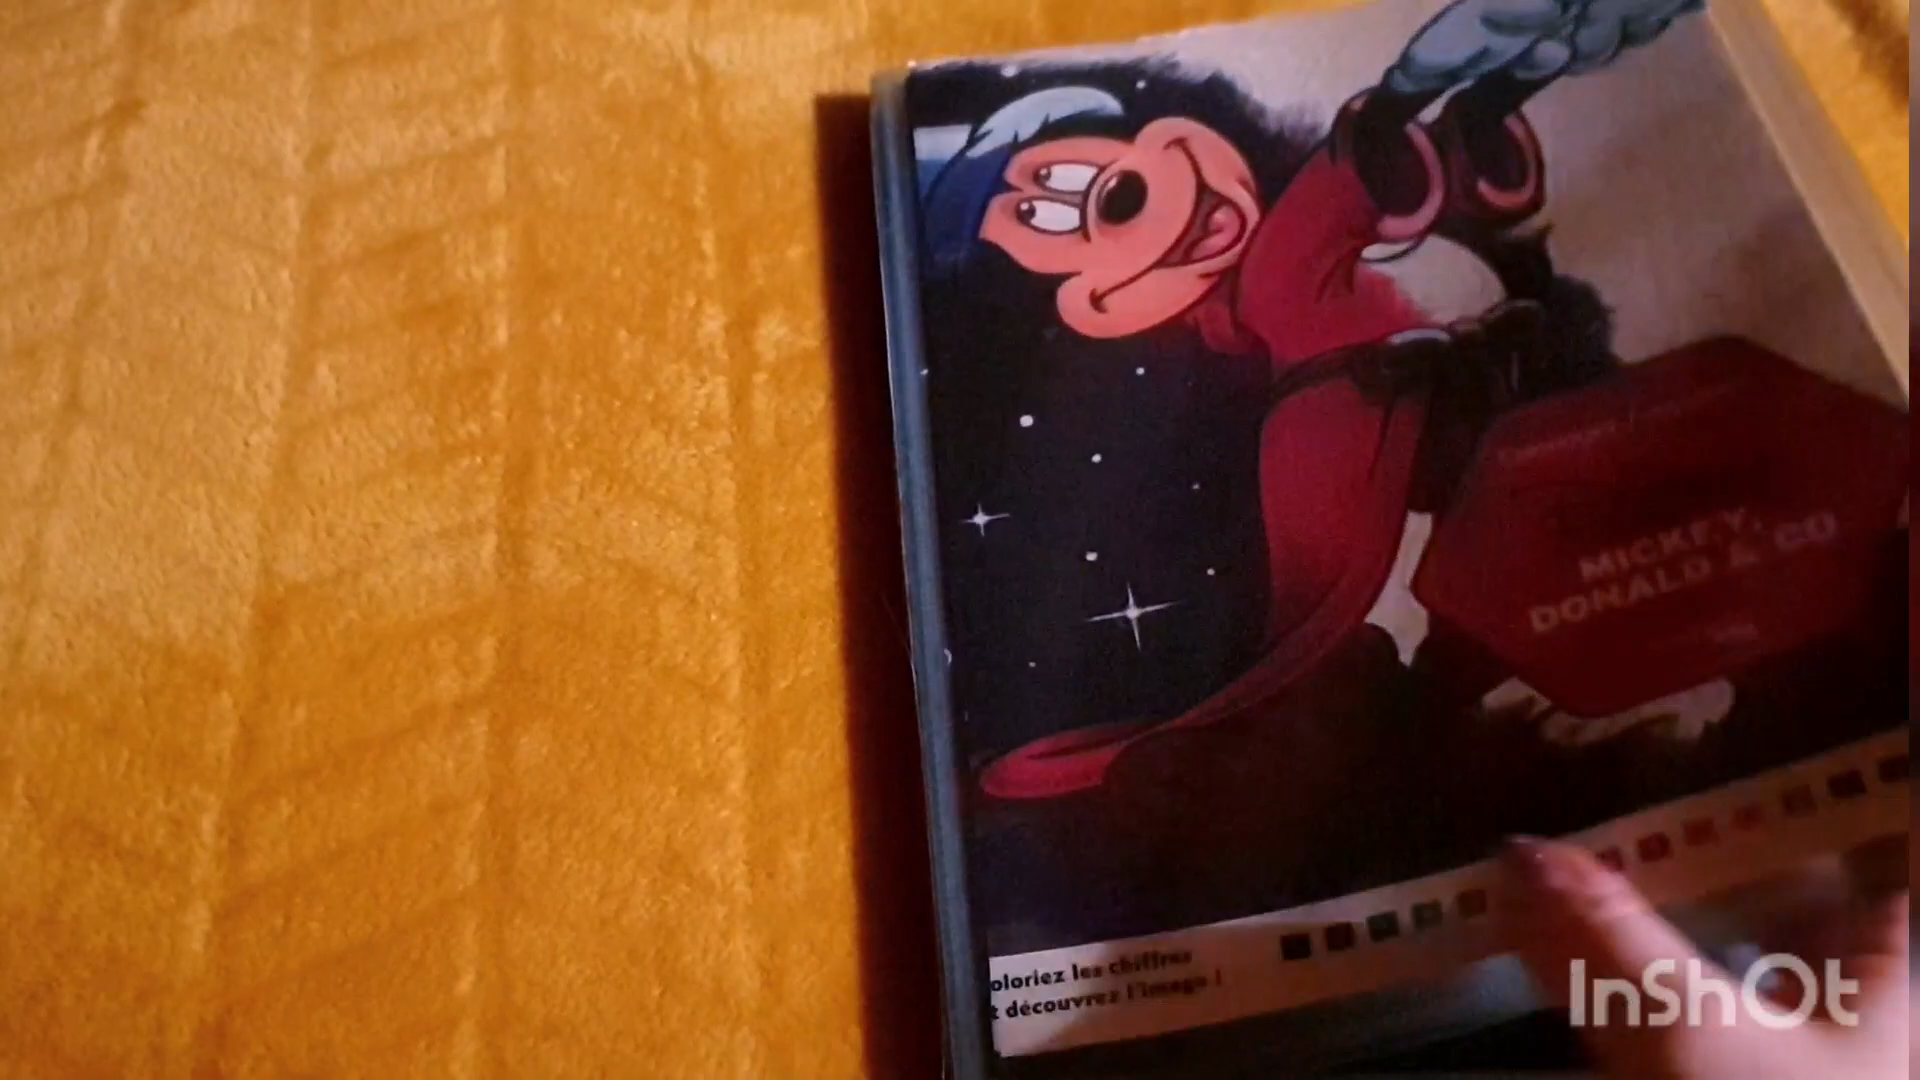 MICKEY,
DONALD & CO
oloriez les chiffres
t découvrez l'image !
InShOt